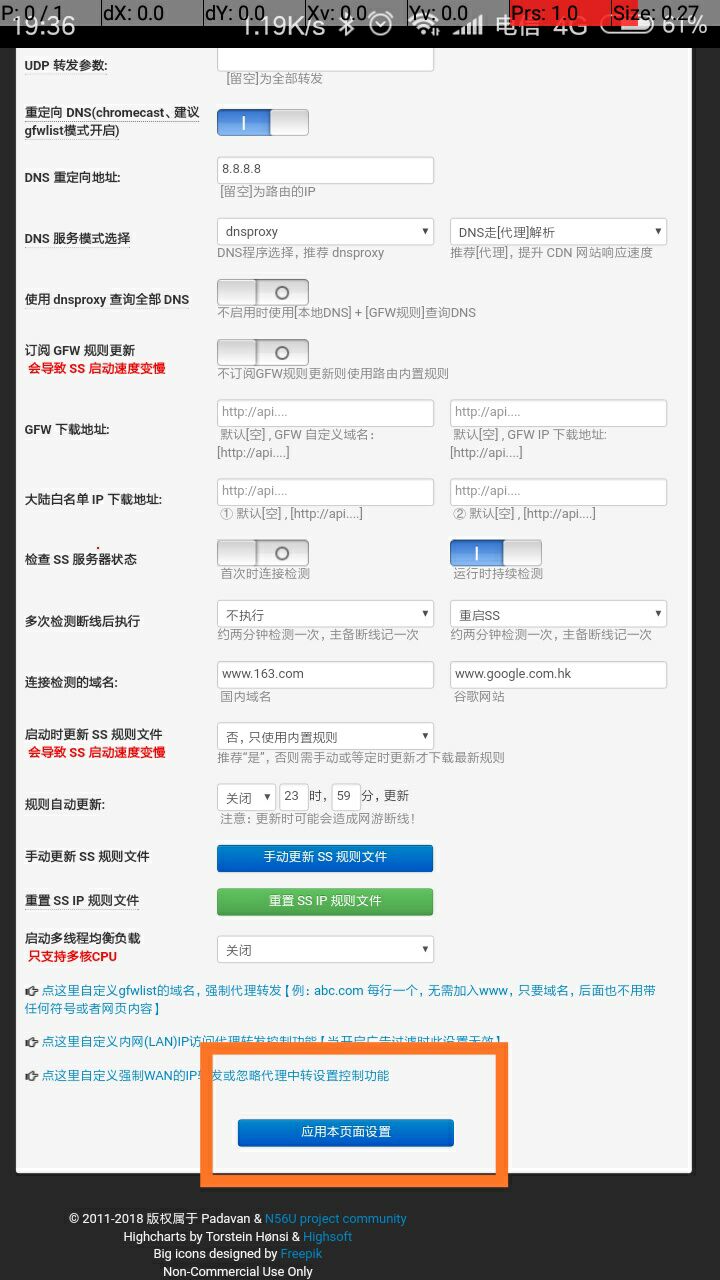 P: 0 / 1 dX: 0.0 dY: 0.0 Xv: 0.0 Yv: 0.0 Prs: 1.0 Size: 0.27
19:36 1.19K/s 电信 4G 61%
UDP 转发参数:
[留空]为全部转发
重定向 DNS(chromecast、建议
gfwlist模式开启)
DNS 重定向地址: 8.8.8.8
[留空]为路由的IP
DNS 服务模式选择 dnsproxy DNS走[代理]解析
DNS程序选择，推荐 dnsproxy 推荐[代理]，提升 CDN 网站响应速度
使用 dnsproxy 查询全部 DNS
不启用时使用[本地DNS] + [GFW规则]查询DNS
订阅 GFW 规则更新
会导致 SS 启动速度变慢
不订阅GFW规则更新则使用路由内置规则
GFW 下载地址: http://api.... http://api....
默认[空] , GFW 自定义域名： 默认[空] , GFW IP 下载地址:
[http://api....] [http://api....]
大陆白名单 IP 下载地址: http://api.... http://api....
① 默认[空] , [http://api....] ② 默认[空] , [http://api....]
检查 SS 服务器状态
首次时连接检测 运行时持续检测
多次检测断线后执行 不执行 重启SS
约两分钟检测一次，主备断线记一次 约两分钟检测一次，主备断线记一次
连接检测的域名: www.163.com www.google.com.hk
国内域名 谷歌网站
启动时更新 SS 规则文件
会导致 SS 启动速度变慢
否，只使用内置规则
推荐“是”，否则需手动或等定时更新才下载最新规则
规则自动更新: 关闭 23 时， 59 分，更新
注意：更新时可能会造成网游断线！
手动更新 SS 规则文件 手动更新 SS 规则文件
重置 SS IP 规则文件 重置 SS IP 规则文件
启动多线程均衡负载
只支持多核CPU
关闭
点这里自定义gfwlist的域名，强制代理转发【例：abc.com 每行一个，无需加入www，只要域名，后面也不用带
任何符号或者网页内容】
点这里自定义内网(LAN)IP访问代理转发控制功能【当开启广告过滤时此设置无效】
点这里自定义强制WAN的IP转发或忽略代理中转设置控制功能
应用本页面设置
© 2011-2018 版权属于 Padavan & N56U project community
Highcharts by Torstein Hønsi & Highsoft
Big icons designed by Freepik
Non-Commercial Use Only